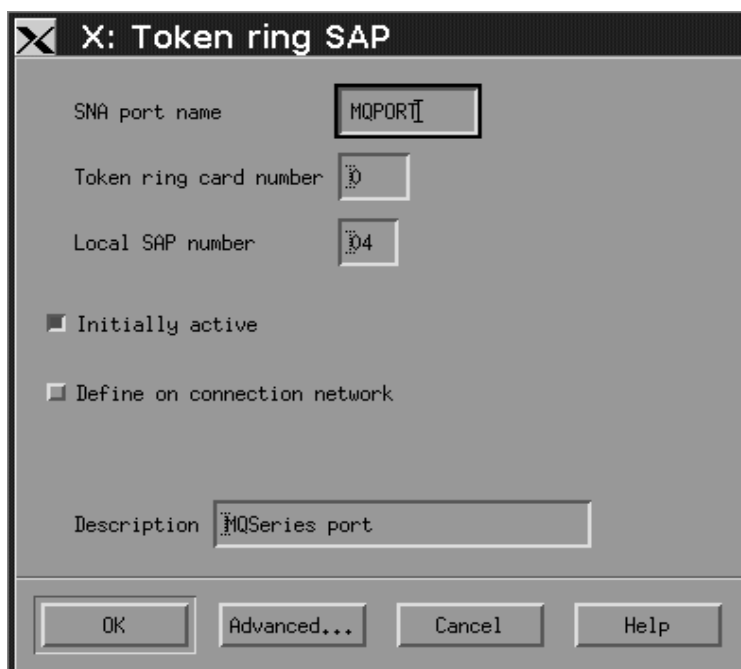 X: Token ring SAP
SNA port name MQPORT
Token ring card number 0
Local SAP number 04
Initially active
Define on connection network
Description MQSeries port
OK Advanced... Cancel Help